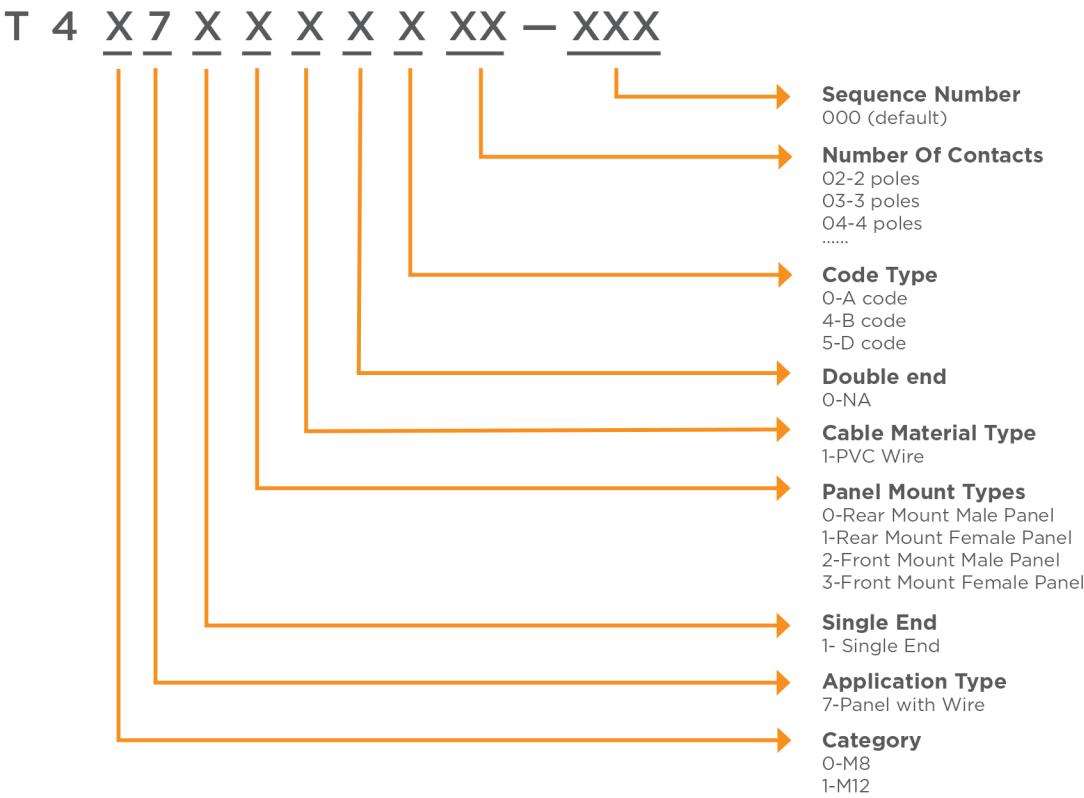 T 4 X 7 X X X X X XX — XXX
Sequence Number
000 (default)
Number Of Contacts
02-2 poles
03-3 poles
04-4 poles
......
Code Type
0-A code
4-B code
5-D code
Double end
0-NA
Cable Material Type
1-PVC Wire
Panel Mount Types
0-Rear Mount Male Panel
1-Rear Mount Female Panel
2-Front Mount Male Panel
3-Front Mount Female Panel
Single End
1- Single End
Application Type
7-Panel with Wire
Category
0-M8
1-M12